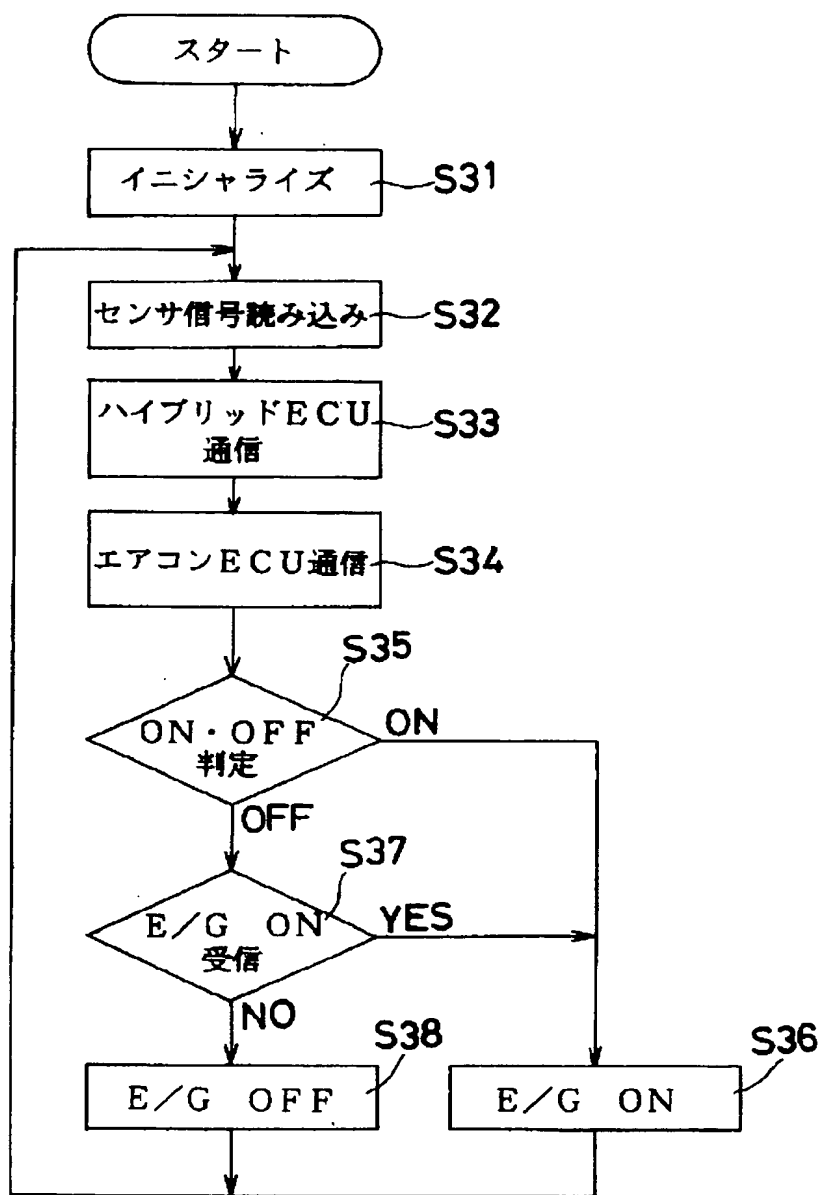 スタート
イニシャライズ
S31
センサ信号読み込み
S32
ハイブリッドECU
通信
S33
エアコンECU通信
S34
S35
ON・OFF
判定
ON
OFF
S37
E/G ON
受信
YES
NO
S38
E/G OFF
S36
E/G ON